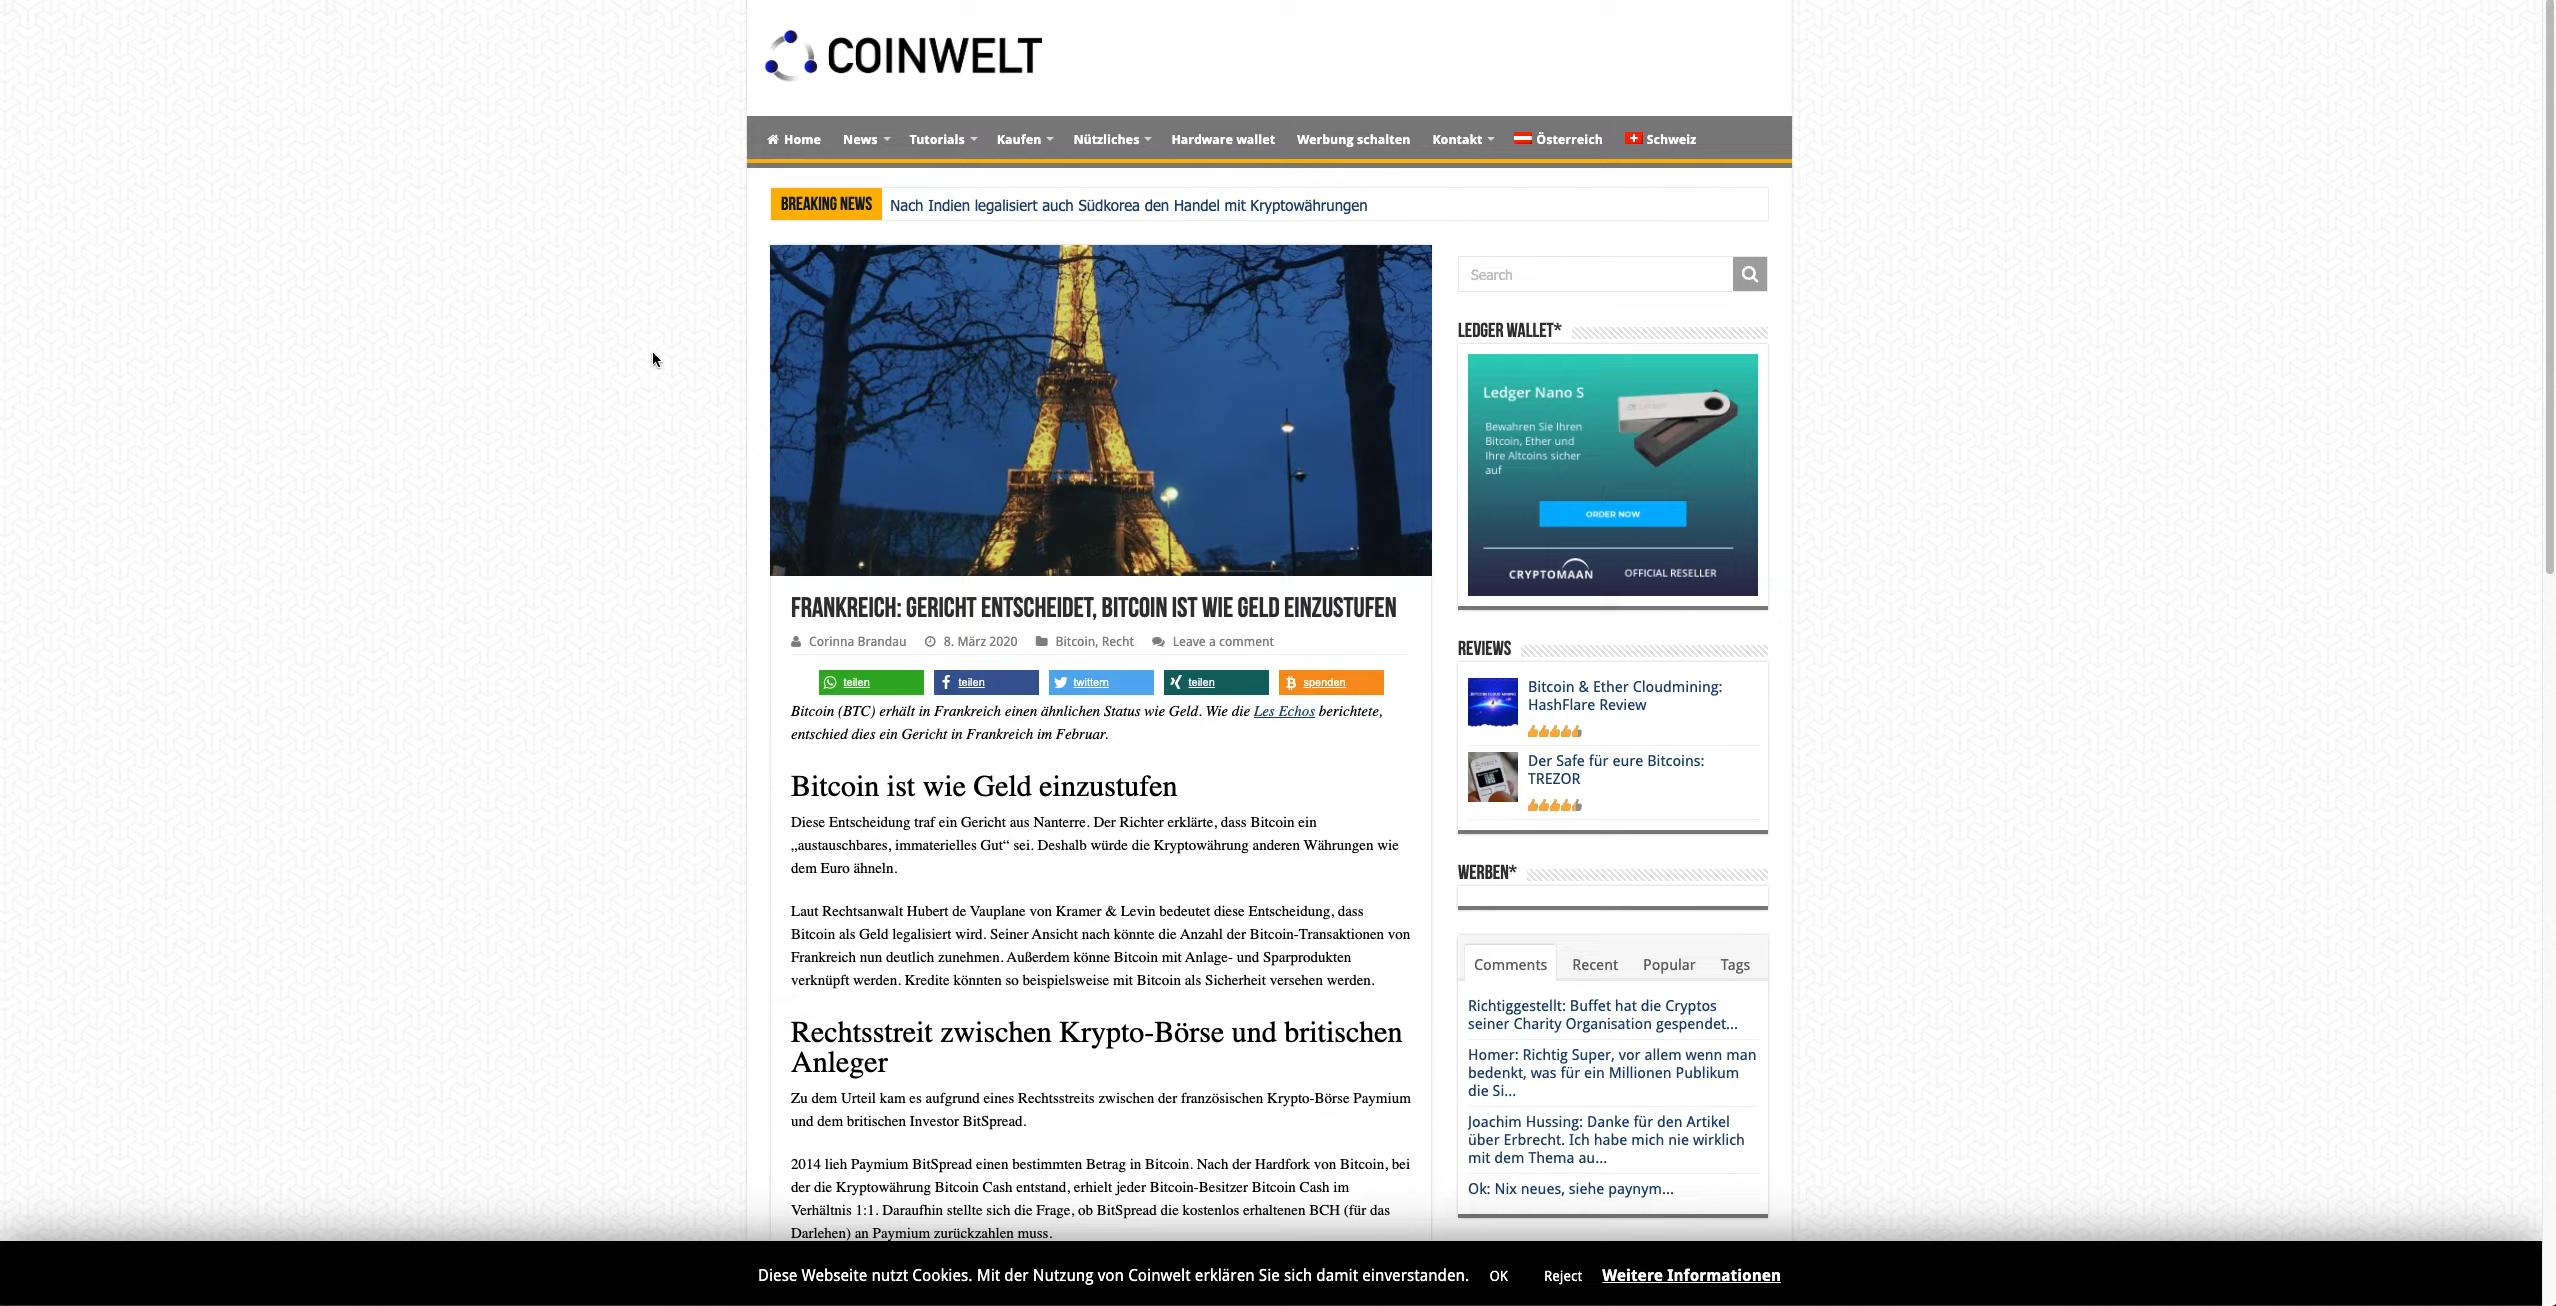 COINWELT
Home News Tutorials Kaufen Nützliches Hardware wallet Werbung schalten Kontakt Österreich Schweiz
BREAKING NEWS Nach Indien legalisiert auch Südkorea den Handel mit Kryptowährungen
FRANKREICH: GERICHT ENTSCHEIDET, BITCOIN IST WIE GELD EINZUSTUFEN
Corinna Brandau 8. März 2020 Bitcoin, Recht Leave a comment
teilen teilen twittern teilen spenden
Bitcoin (BTC) erhält in Frankreich einen ähnlichen Status wie Geld. Wie die Les Echos berichtete,
entschied dies ein Gericht in Frankreich im Februar.
Bitcoin ist wie Geld einzustufen
Diese Entscheidung traf ein Gericht aus Nanterre. Der Richter erklärte, dass Bitcoin ein
„austauschbares, immaterielles Gut“ sei. Deshalb würde die Kryptowährung anderen Währungen wie
dem Euro ähneln.
Laut Rechtsanwalt Hubert de Vauplane von Kramer & Levin bedeutet diese Entscheidung, dass
Bitcoin als Geld legalisiert wird. Seiner Ansicht nach könnte die Anzahl der Bitcoin-Transaktionen von
Frankreich nun deutlich zunehmen. Außerdem könne Bitcoin mit Anlage- und Sparprodukten
verknüpft werden. Kredite könnten so beispielsweise mit Bitcoin als Sicherheit versehen werden.
Rechtsstreit zwischen Krypto-Börse und britischen
Anleger
Zu dem Urteil kam es aufgrund eines Rechtsstreits zwischen der französischen Krypto-Börse Paymium
und dem britischen Investor BitSpread.
2014 lieh Paymium BitSpread einen bestimmten Betrag in Bitcoin. Nach der Hardfork von Bitcoin, bei
der die Kryptowährung Bitcoin Cash entstand, erhielt jeder Bitcoin-Besitzer Bitcoin Cash im
Verhältnis 1:1. Daraufhin stellte sich die Frage, ob BitSpread die kostenlos erhaltenen BCH (für das
Darlehen) an Paymium zurückzahlen muss.
Search
LEDGER WALLET*
Ledger Nano S
Bewahren Sie Ihren
Bitcoin, Ether und
Ihre Altcoins sicher
auf
ORDER NOW
CRYPTOMAAN OFFICIAL RESELLER
REVIEWS
Bitcoin & Ether Cloudmining:
HashFlare Review
Der Safe für eure Bitcoins:
TREZOR
WERBEN*
Comments Recent Popular Tags
Richtiggestellt: Buffet hat die Cryptos
seiner Charity Organisation gespendet...
Homer: Richtig Super, vor allem wenn man
bedenkt, was für ein Millionen Publikum
die Si...
Joachim Hussing: Danke für den Artikel
über Erbrecht. Ich habe mich nie wirklich
mit dem Thema au...
Ok: Nix neues, siehe paynym...
Diese Webseite nutzt Cookies. Mit der Nutzung von Coinwelt erklären Sie sich damit einverstanden. OK Reject Weitere Informationen